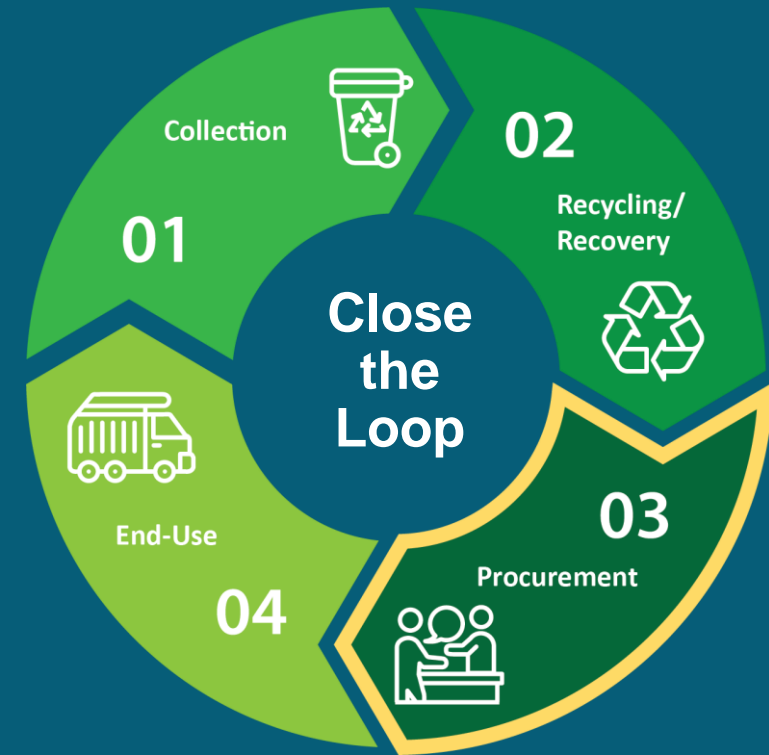 Collection
01
02
Recycling/
Recovery
03
Procurement
End-Use
04
Close
the
Loop